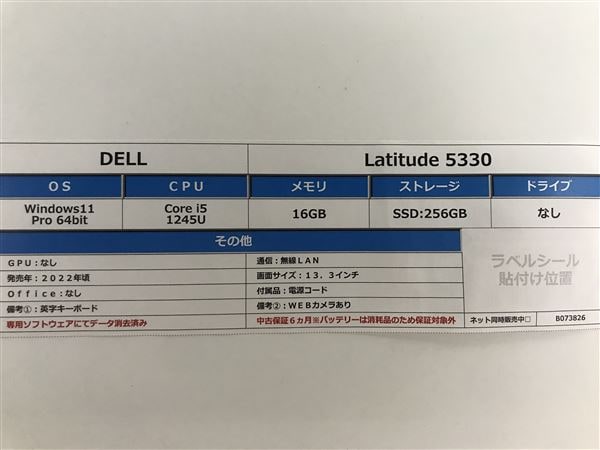 DELL
Latitude 5330
OS
CPU
メモリ
ストレージ
ドライブ
Windows11
Pro 64bit
Core i5
1245U
16GB
SSD:256GB
なし
その他
GPU：なし
通信：無線LAN
発売年：2022年頃
画面サイズ：13．3インチ
Office：なし
付属品：電源コード
備考①：英字キーボード
備考②：WEBカメラあり
専用ソフトウェアにてデータ消去済み
中古保証6ヵ月※バッテリーは消耗品のため保証対象外
ラベルシール
貼付け位置
ネット同時販売中□
B073826